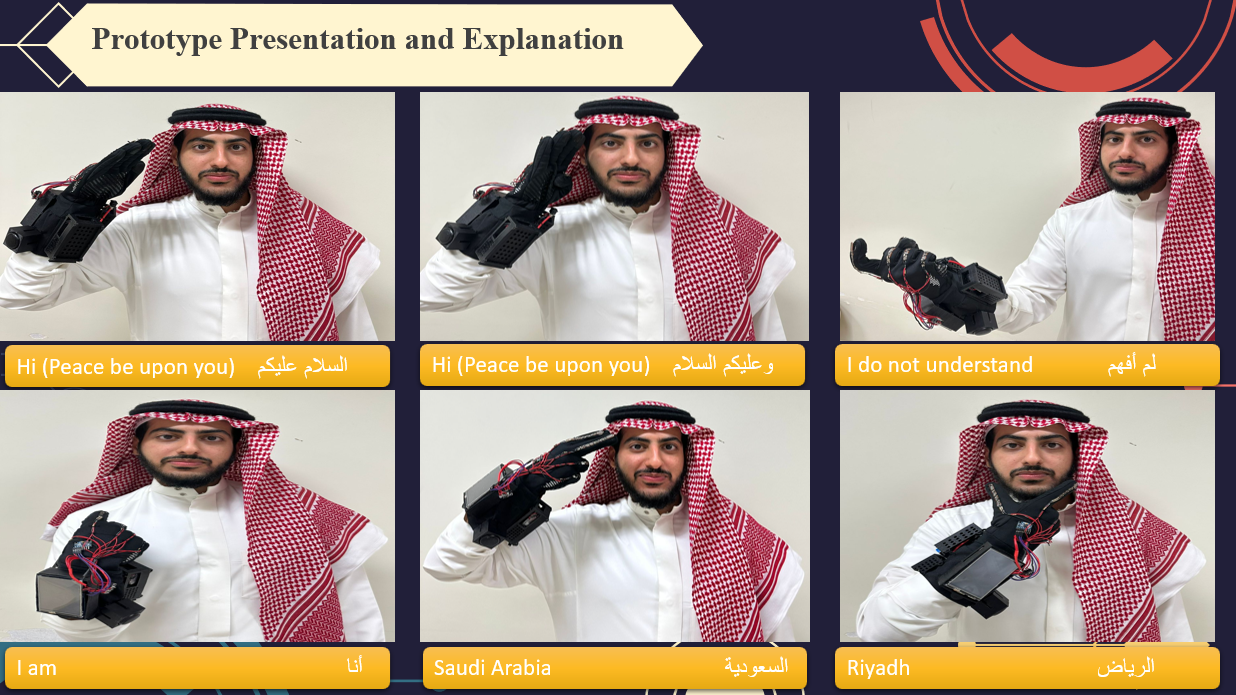 Prototype Presentation and Explanation
Hi (Peace be upon you) السلام عليكم
Hi (Peace be upon you) وعليكم السلام
I do not understand لم أفهم
I am أنا
Saudi Arabia السعودية
Riyadh الرياض